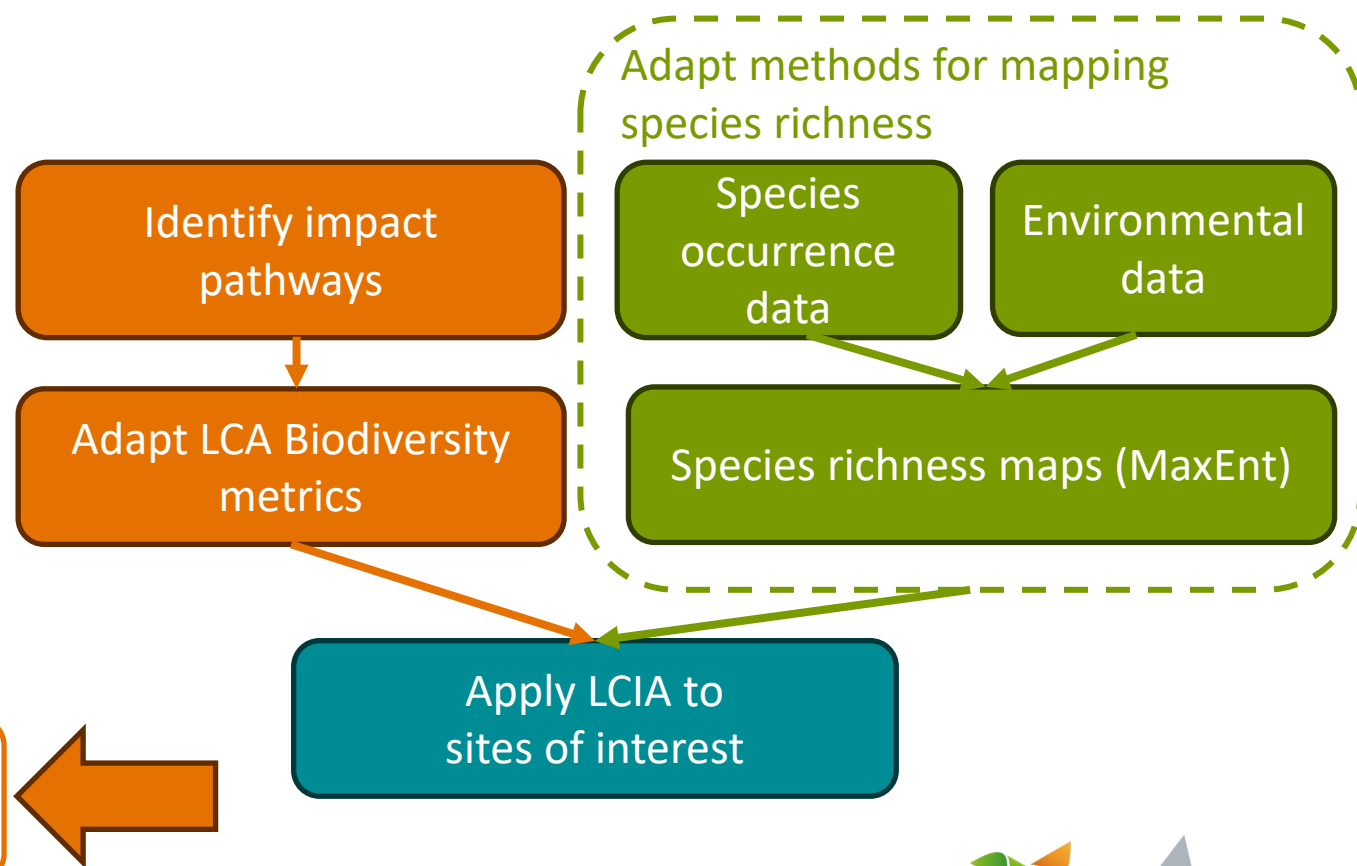 Adapt methods for mapping
species richness
Identify impact
pathways
Species
occurrence
data
Environmental
data
Adapt LCA Biodiversity
metrics
Species richness maps (MaxEnt)
Apply LCIA to
sites of interest